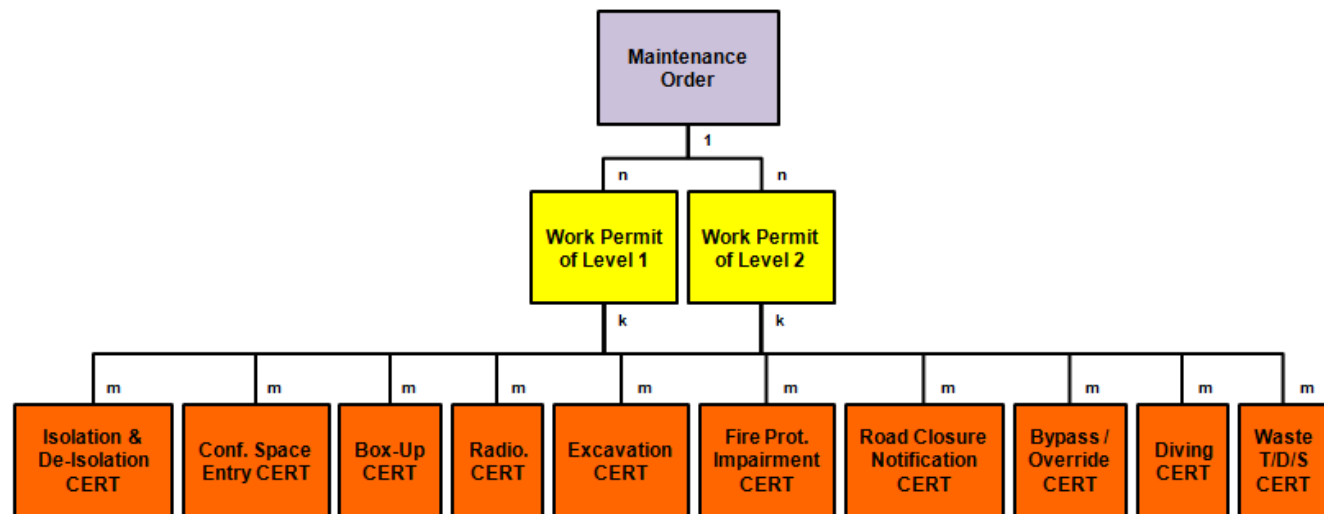 Maintenance
Order
1
n
n
Work Permit
of Level 1
Work Permit
of Level 2
k
k
m
m
m
m
m
m
m
m
m
m
Isolation &
De-Isolation
CERT
Conf. Space
Entry CERT
Box-Up
CERT
Radio.
CERT
Excavation
CERT
Fire Prot.
Impairment
CERT
Road Closure
Notification
CERT
Bypass /
Override
CERT
Diving
CERT
Waste
T/D/S
CERT